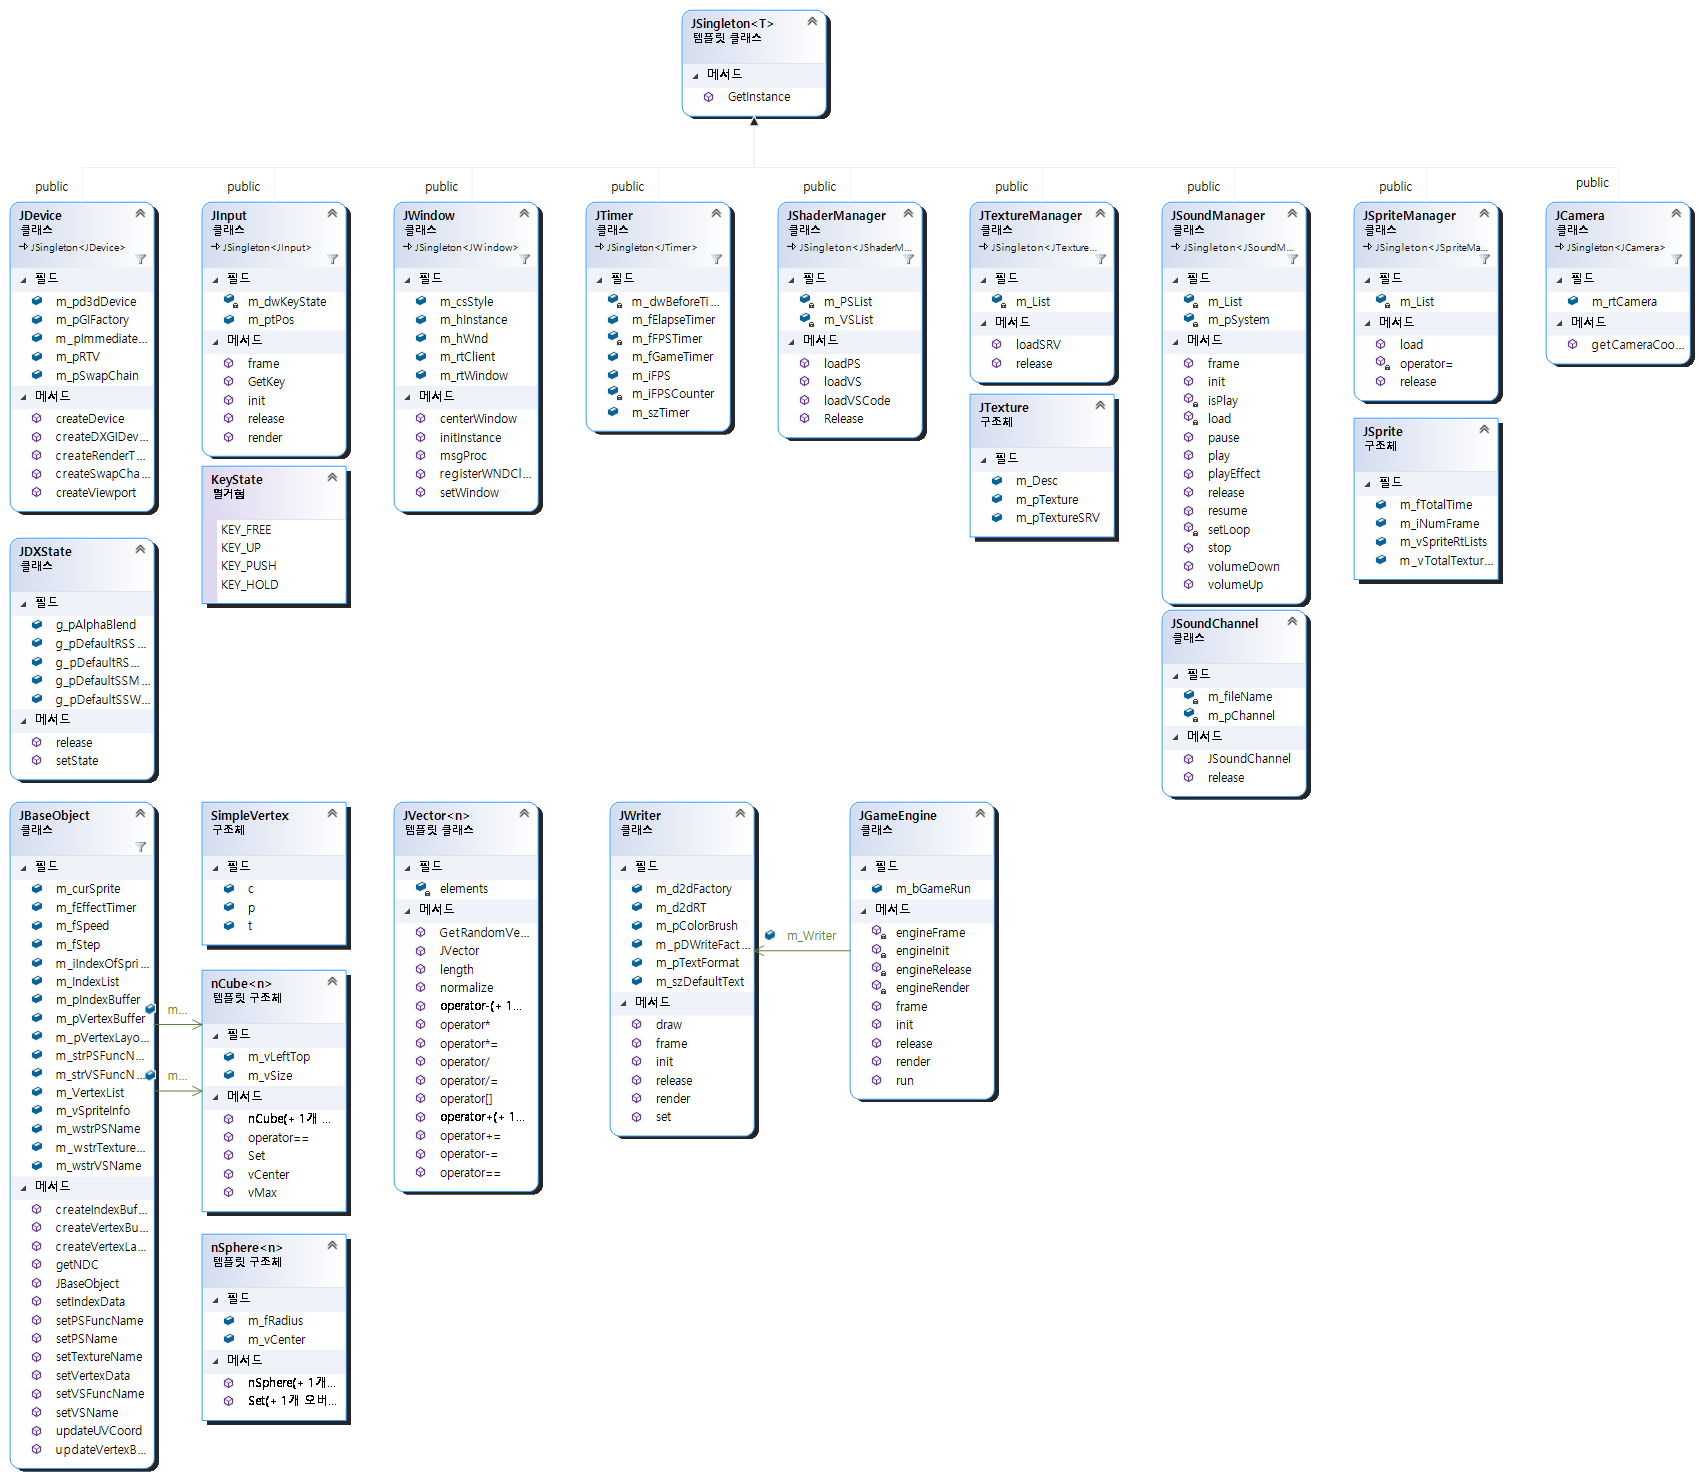 JSingleton<T>
템플릿 클래스
메서드
GetInstance
public
public
public
public
public
public
public
public
public
JDevice
클래스
JSingleton<JDevice>
필드
m_pd3dDevice
m_pGIFactory
m_pImmediate...
m_pRTV
m_pSwapChain
메서드
createDevice
createDXGIDev...
createRenderT...
createSwapCha...
createViewport
JInput
클래스
JSingleton<JInput>
필드
m_dwKeyState
m_ptPos
메서드
frame
GetKey
init
release
render
KeyState
열거형
KEY_FREE
KEY_UP
KEY_PUSH
KEY_HOLD
JWindow
클래스
JSingleton<JWindow>
필드
m_csStyle
m_hInstance
m_hWnd
m_rtClient
m_rtWindow
메서드
centerWindow
initInstance
msgProc
registerWNDCl...
setWindow
JTimer
클래스
JSingleton<JTimer>
필드
m_dwBeforeTi...
m_fElapseTimer
m_fFPSTimer
m_fGameTimer
m_iFPS
m_iFPSCounter
m_szTimer
JShaderManager
클래스
JSingleton<JShaderM...
필드
m_PSList
m_VSList
메서드
loadPS
loadVS
loadVSCode
Release
JTextureManager
클래스
JSingleton<JTexture...
필드
m_List
메서드
loadSRV
release
JTexture
구조체
필드
m_Desc
m_pTexture
m_pTextureSRV
JSoundManager
클래스
JSingleton<JSoundM...
필드
m_List
m_pSystem
메서드
frame
init
isPlay
load
pause
play
playEffect
release
resume
setLoop
stop
volumeDown
volumeUp
JSoundChannel
클래스
필드
m_fileName
m_pChannel
메서드
JSoundChannel
release
JSpriteManager
클래스
JSingleton<JSpriteMa...
필드
m_List
메서드
load
operator=
release
JSprite
구조체
필드
m_fTotalTime
m_iNumFrame
m_vSpriteRtLists
m_vTotalTextur...
JCamera
클래스
JSingleton<JCamera>
필드
m_rtCamera
메서드
getCameraCoo...
JDXState
클래스
필드
g_pAlphaBlend
g_pDefaultRSS...
g_pDefaultRS...
g_pDefaultSSM...
g_pDefaultSSW...
메서드
release
setState
JBaseObject
클래스
필드
m_curSprite
m_fEffectTimer
m_fSpeed
m_fStep
m_iIndexOfSpri...
m_IndexList
m_pIndexBuffer
m_pVertexBuffer
m_pVertexLayo...
m_strPSFuncN...
m_strVSFuncN...
m_VertexList
m_vSpriteInfo
m_wstrPSName
m_wstrTexture...
m_wstrVSName
메서드
createIndexBuf...
createVertexBu...
createVertexLa...
getNDC
JBaseObject
setIndexData
setPSFuncName
setPSName
setTextureName
setVertexData
setVSFuncName
setVSName
updateUVCoord
updateVertexB...
m...
m...
SimpleVertex
구조체
필드
c
p
t
nCube<n>
템플릿 구조체
필드
m_vLeftTop
m_vSize
메서드
nCube(+ 1개 ...
operator==
Set
vCenter
vMax
nSphere<n>
템플릿 구조체
필드
m_fRadius
m_vCenter
메서드
nSphere(+ 1개...
Set(+ 1개 오버...
JVector<n>
템플릿 클래스
필드
elements
메서드
GetRandomVe...
JVector
length
normalize
operator-(+ 1...
operator*
operator*=
operator/
operator/=
operator[]
operator+(+ 1...
operator+=
operator-=
operator==
JWriter
클래스
필드
m_d2dFactory
m_d2dRT
m_pColorBrush
m_pDWriteFact...
m_pTextFormat
m_szDefaultText
메서드
draw
frame
init
release
render
set
m_Writer
JGameEngine
클래스
필드
m_bGameRun
메서드
engineFrame
engineInit
engineRelease
engineRender
frame
init
release
render
run